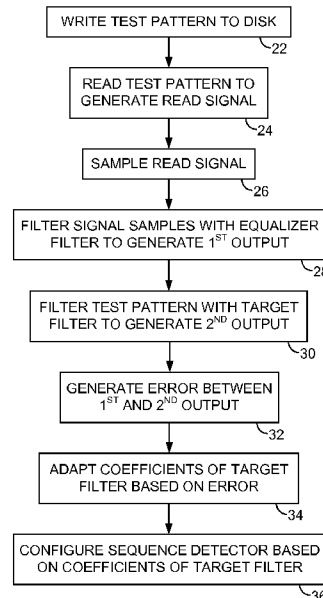 WRITE TEST PATTERN TO DISK
22
READ TEST PATTERN TO
GENERATE READ SIGNAL
24
SAMPLE READ SIGNAL
26
FILTER SIGNAL SAMPLES WITH EQUALIZER
FILTER TO GENERATE 1ST OUTPUT
28
FILTER TEST PATTERN WITH TARGET
FILTER TO GENERATE 2ND OUTPUT
30
GENERATE ERROR BETWEEN
1ST AND 2ND OUTPUT
32
ADAPT COEFFICIENTS OF TARGET
FILTER BASED ON ERROR
34
CONFIGURE SEQUENCE DETECTOR BASED
ON COEFFICIENTS OF TARGET FILTER
36